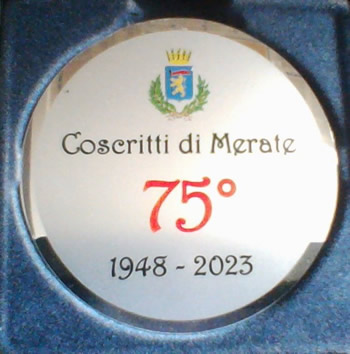 Coscritti di Merate
75°
1948 - 2023